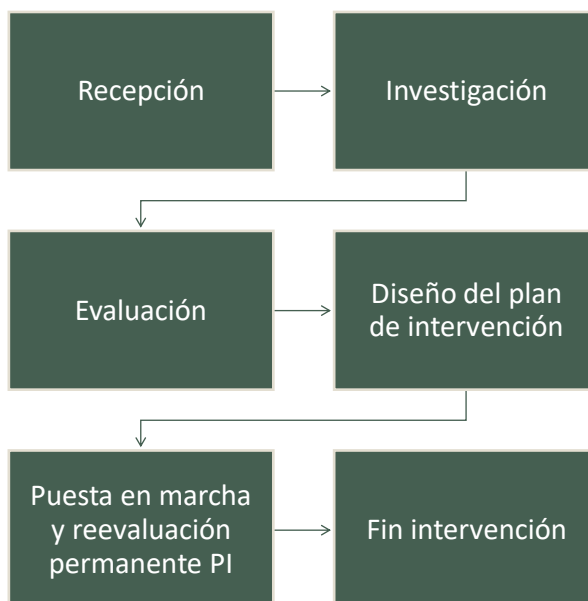 Recepción
Investigación
Evaluación
Diseño del plan
de intervención
Puesta en marcha
y reevaluación
permanente PI
Fin intervención